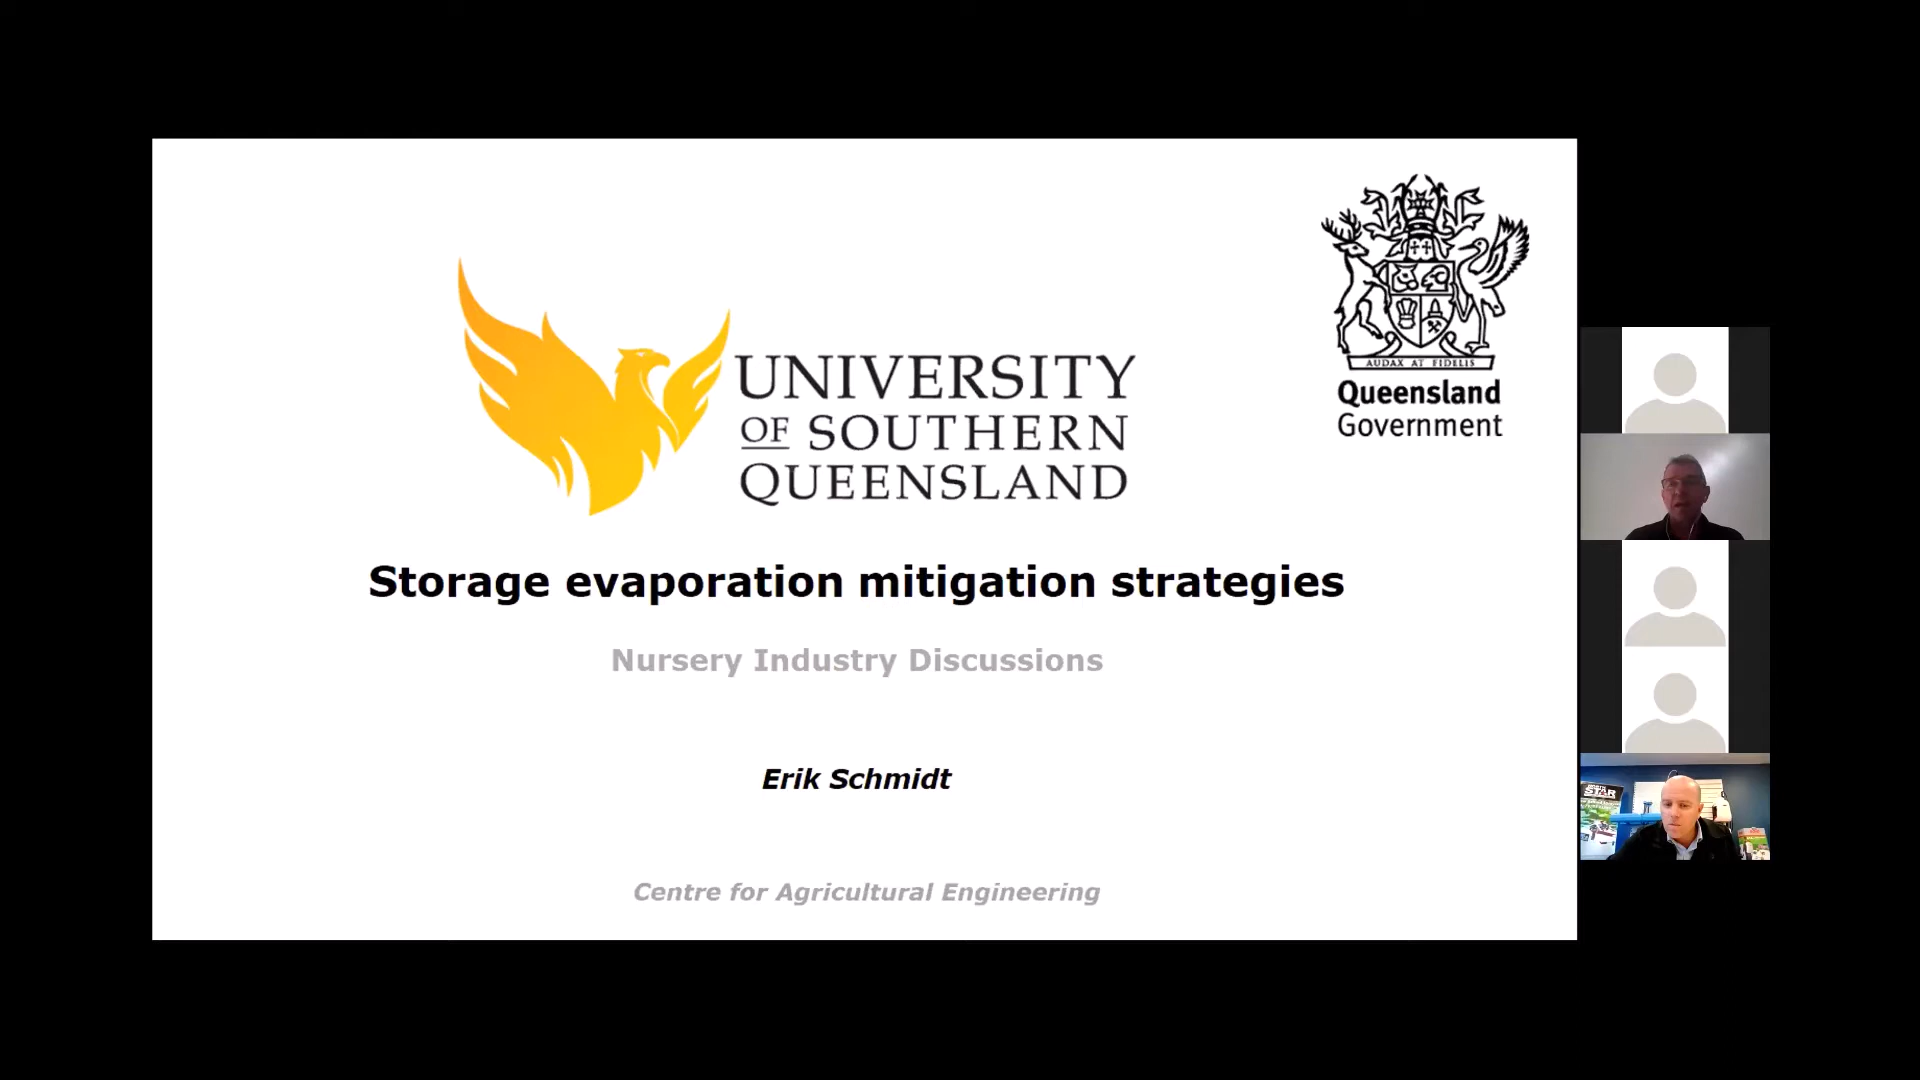 UNIVERSITY
OF SOUTHERN
QUEENSLAND
AUDAX AT FIDELIS
Queensland
Government
Storage evaporation mitigation strategies
Nursery Industry Discussions
Erik Schmidt
Centre for Agricultural Engineering
STAR